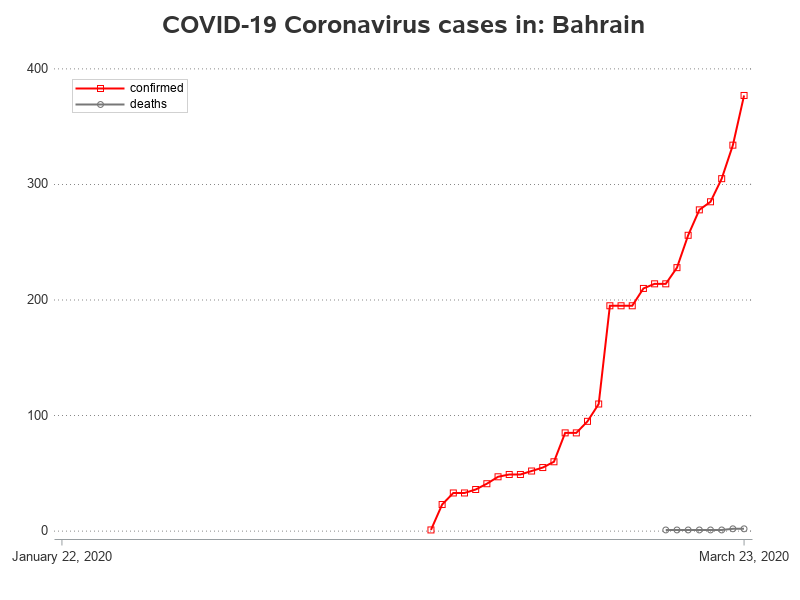 COVID-19 Coronavirus cases in: Bahrain
400
confirmed
deaths
300
200
100
0
January 22, 2020
March 23, 2020